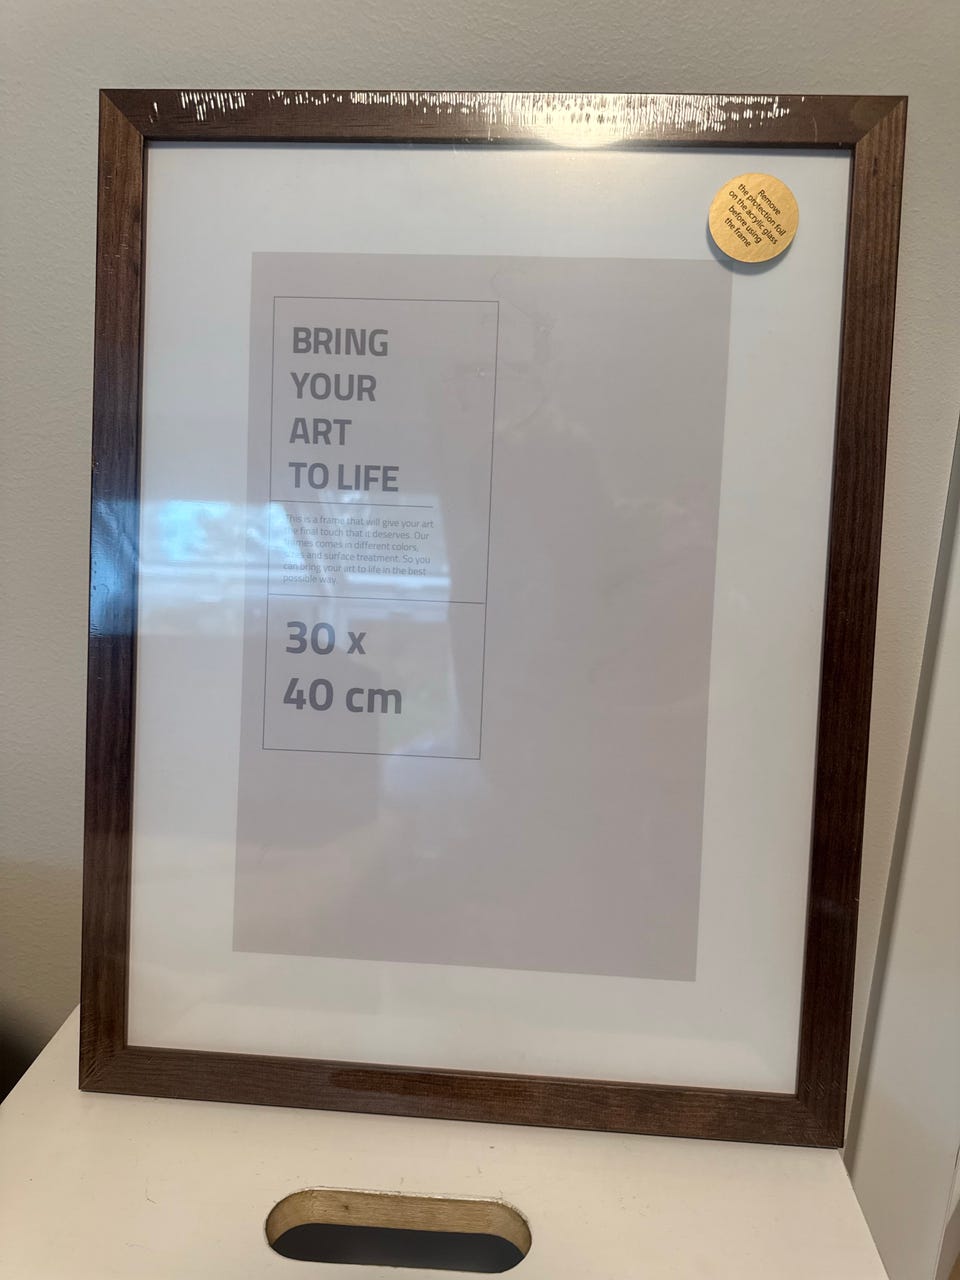 Remove
the protection foil
on the acrylic glass
before using
the frame
BRING
YOUR
ART
TO LIFE
This is a frame that will give your art
the final touch that it deserves. Our
frames comes in different colors,
sizes and surface treatment. So you
can bring your art to life in the best
possible way.
30 x
40 cm